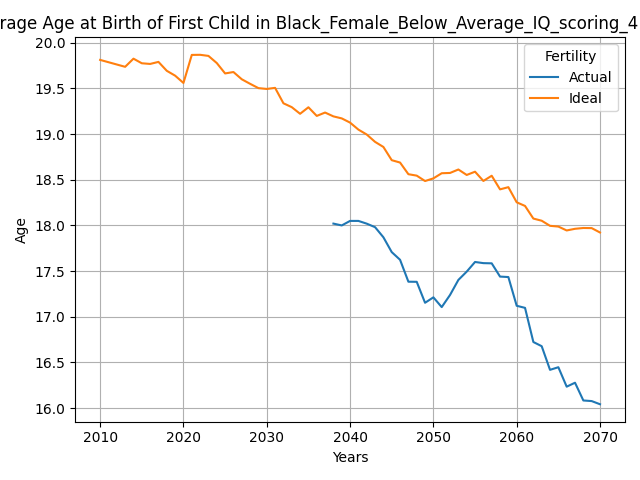 rage Age at Birth of First Child in Black_Female_Below_Average_IQ_scoring_4
20.0
19.5
19.0
18.5
18.0
17.5
17.0
16.5
16.0
Age
Fertility
Actual
Ideal
2010 2020 2030 2040 2050 2060 2070
Years